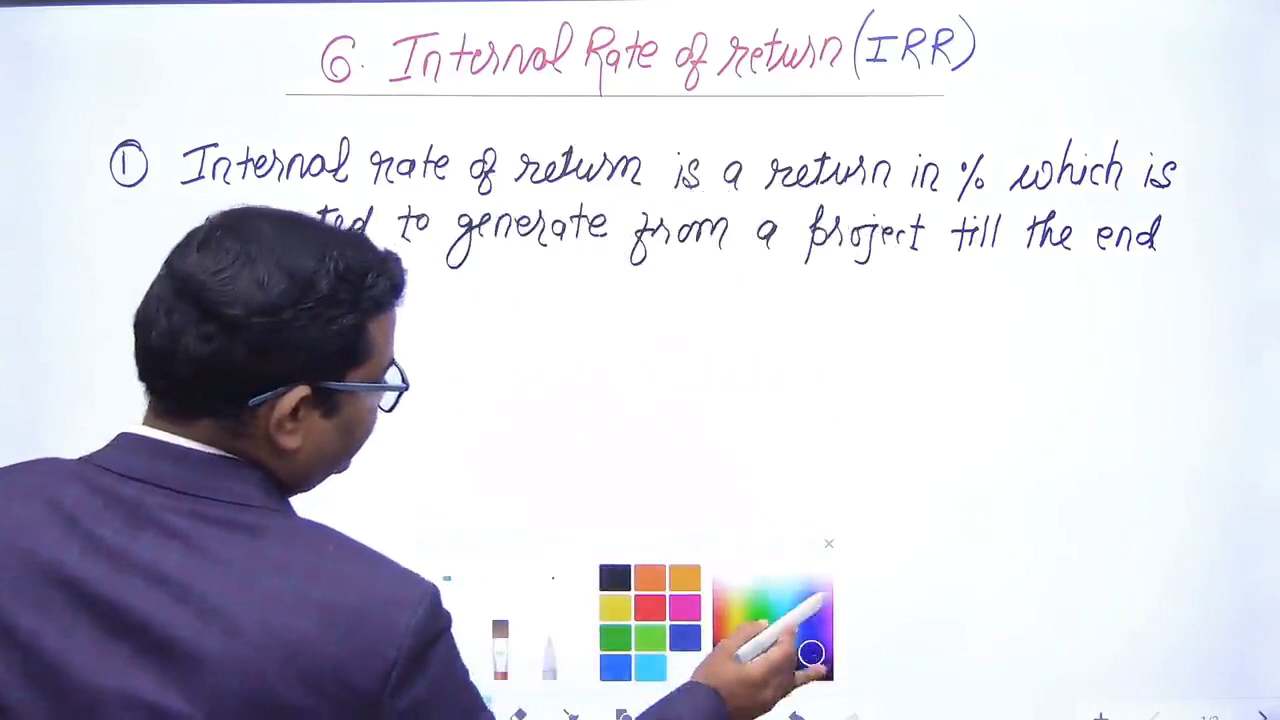 6. Internal Rate of return (IRR)
① Internal rate of return is a return in % which is
to generate from a project till the end